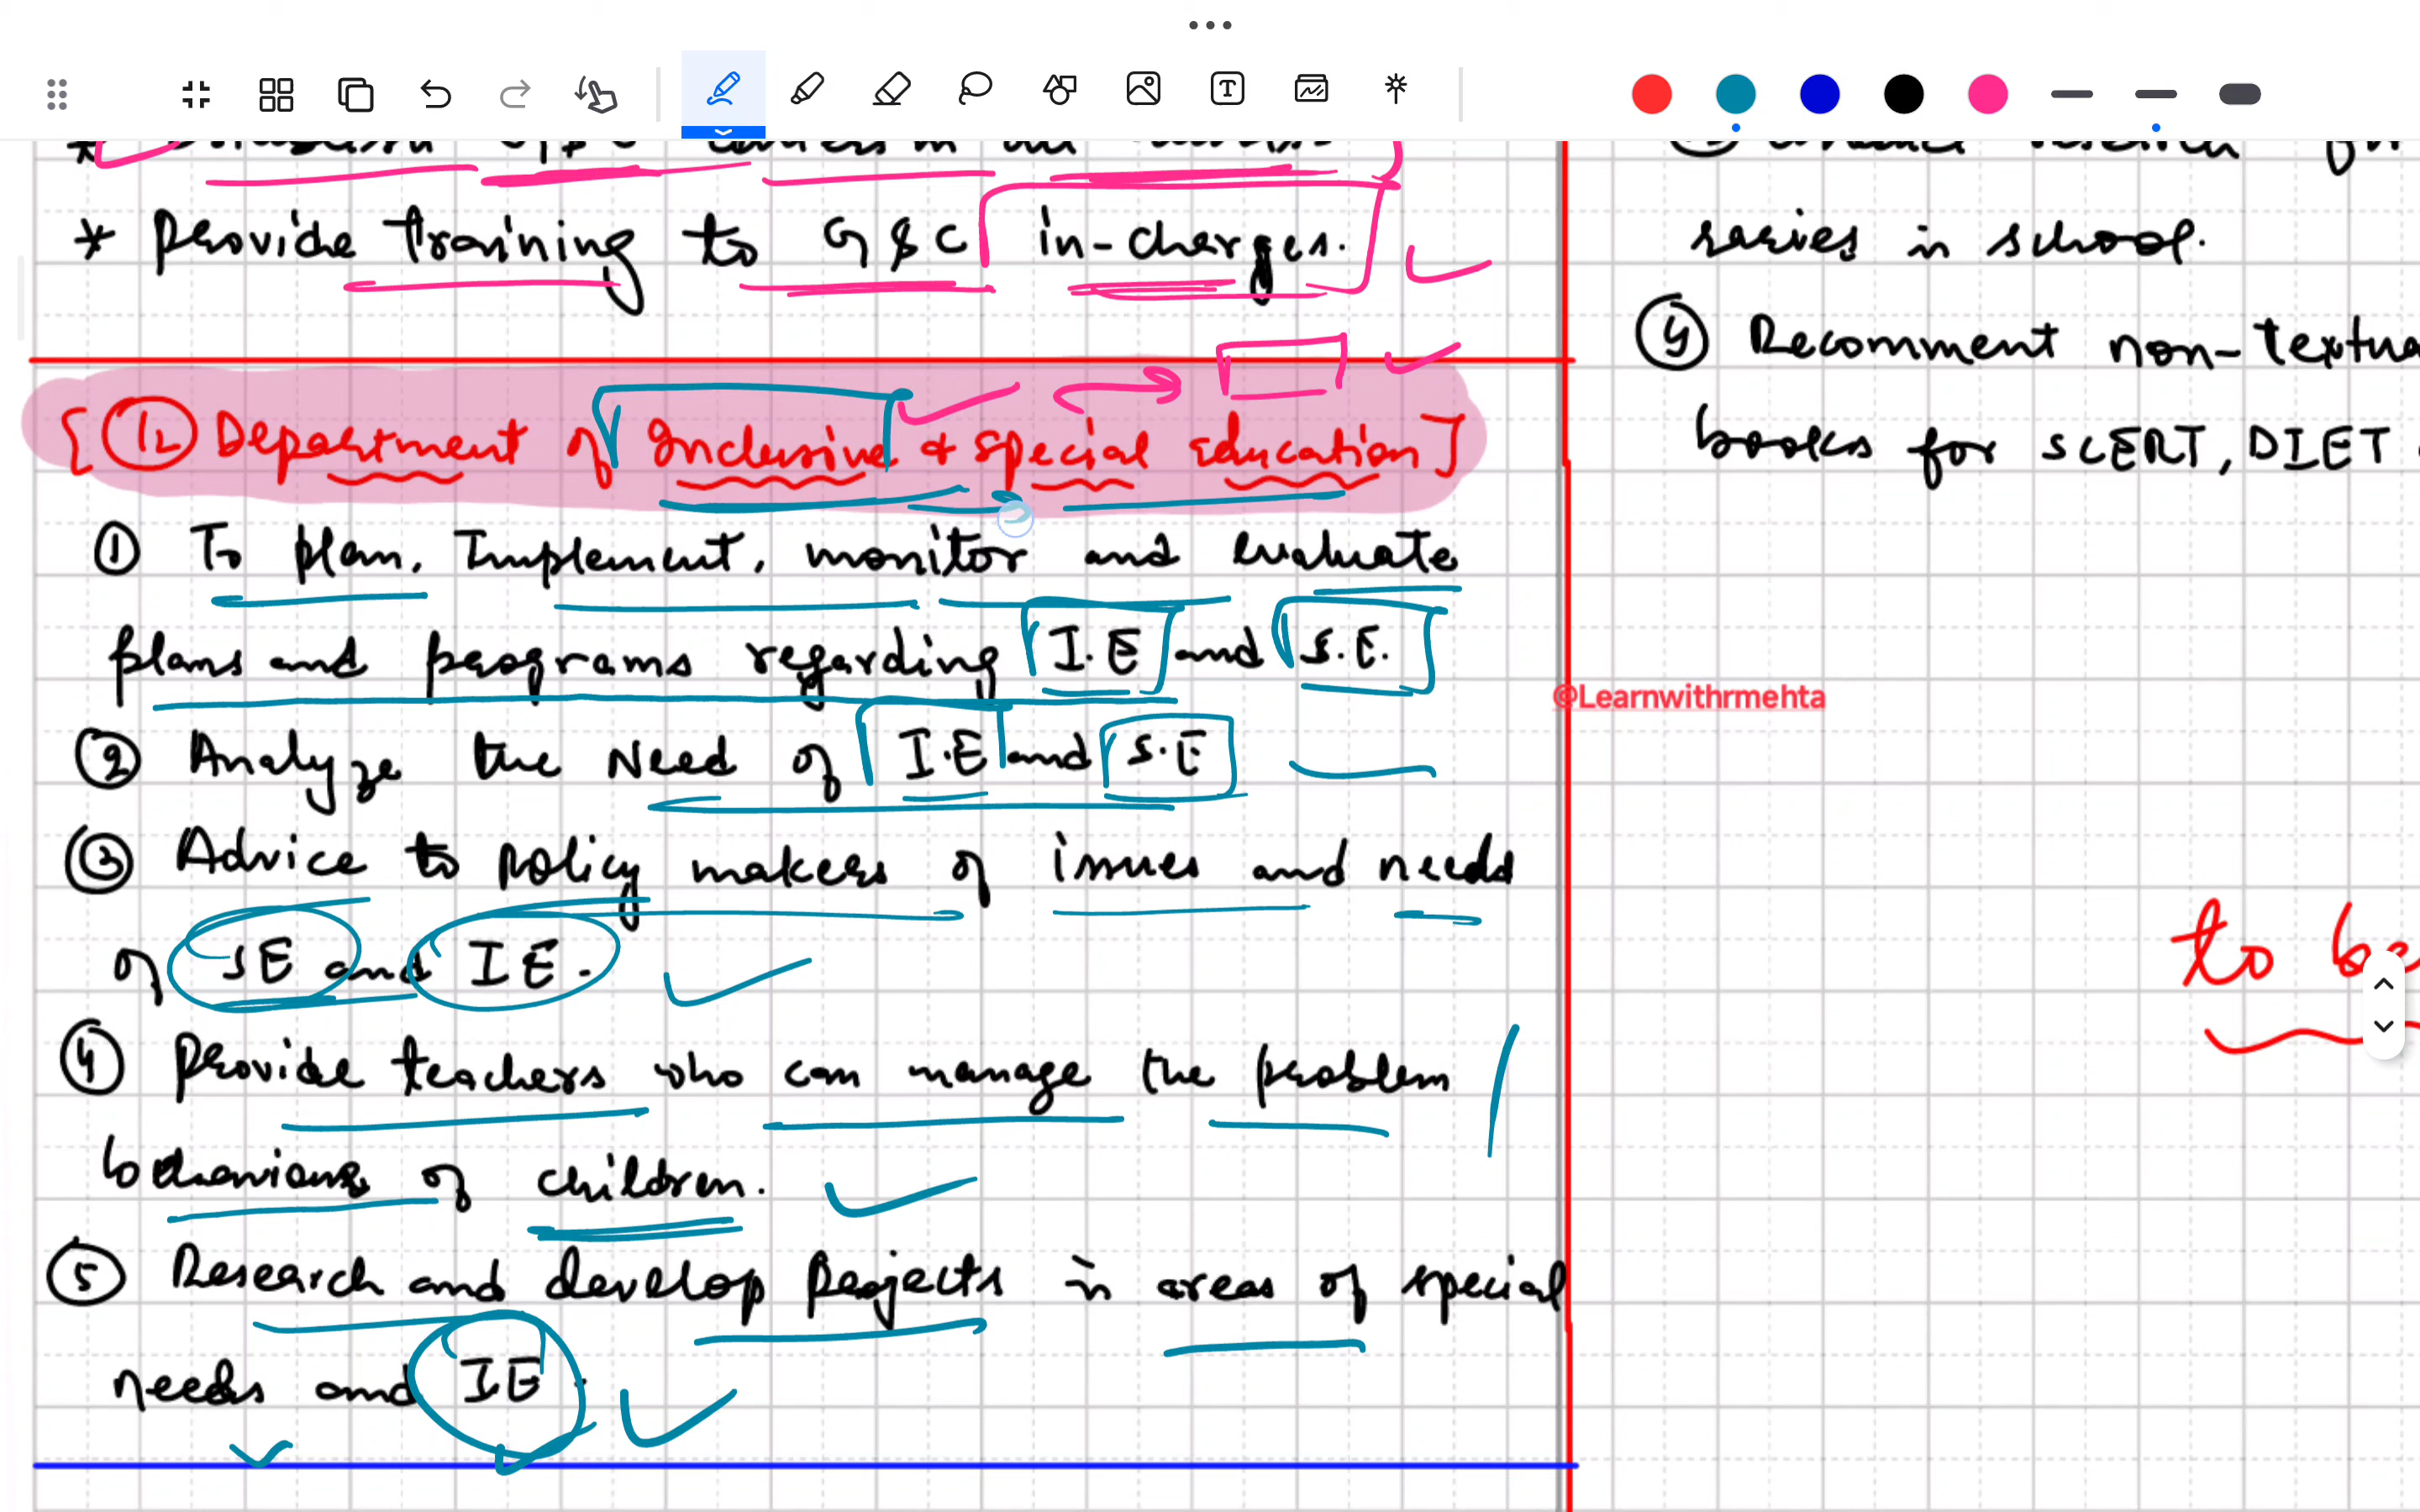 * Provide training to G&C in-charges.
[12 Department of Inclusive & special Education]
① To plan, Implement, monitor and evaluate
plans and programs regarding I.E and S.E.
② Analyze the Need of I.E and S.E
③ Advice to policy makers of issues and needs
of SE and IE.
④ Provide teachers who can manage the problem
behaviours of children.
⑤ Research and develop Projects in areas of special
needs and IE.
in school.
Recomment non-textua
books for SCERT, DIET
@Learnwithrmehta
to be